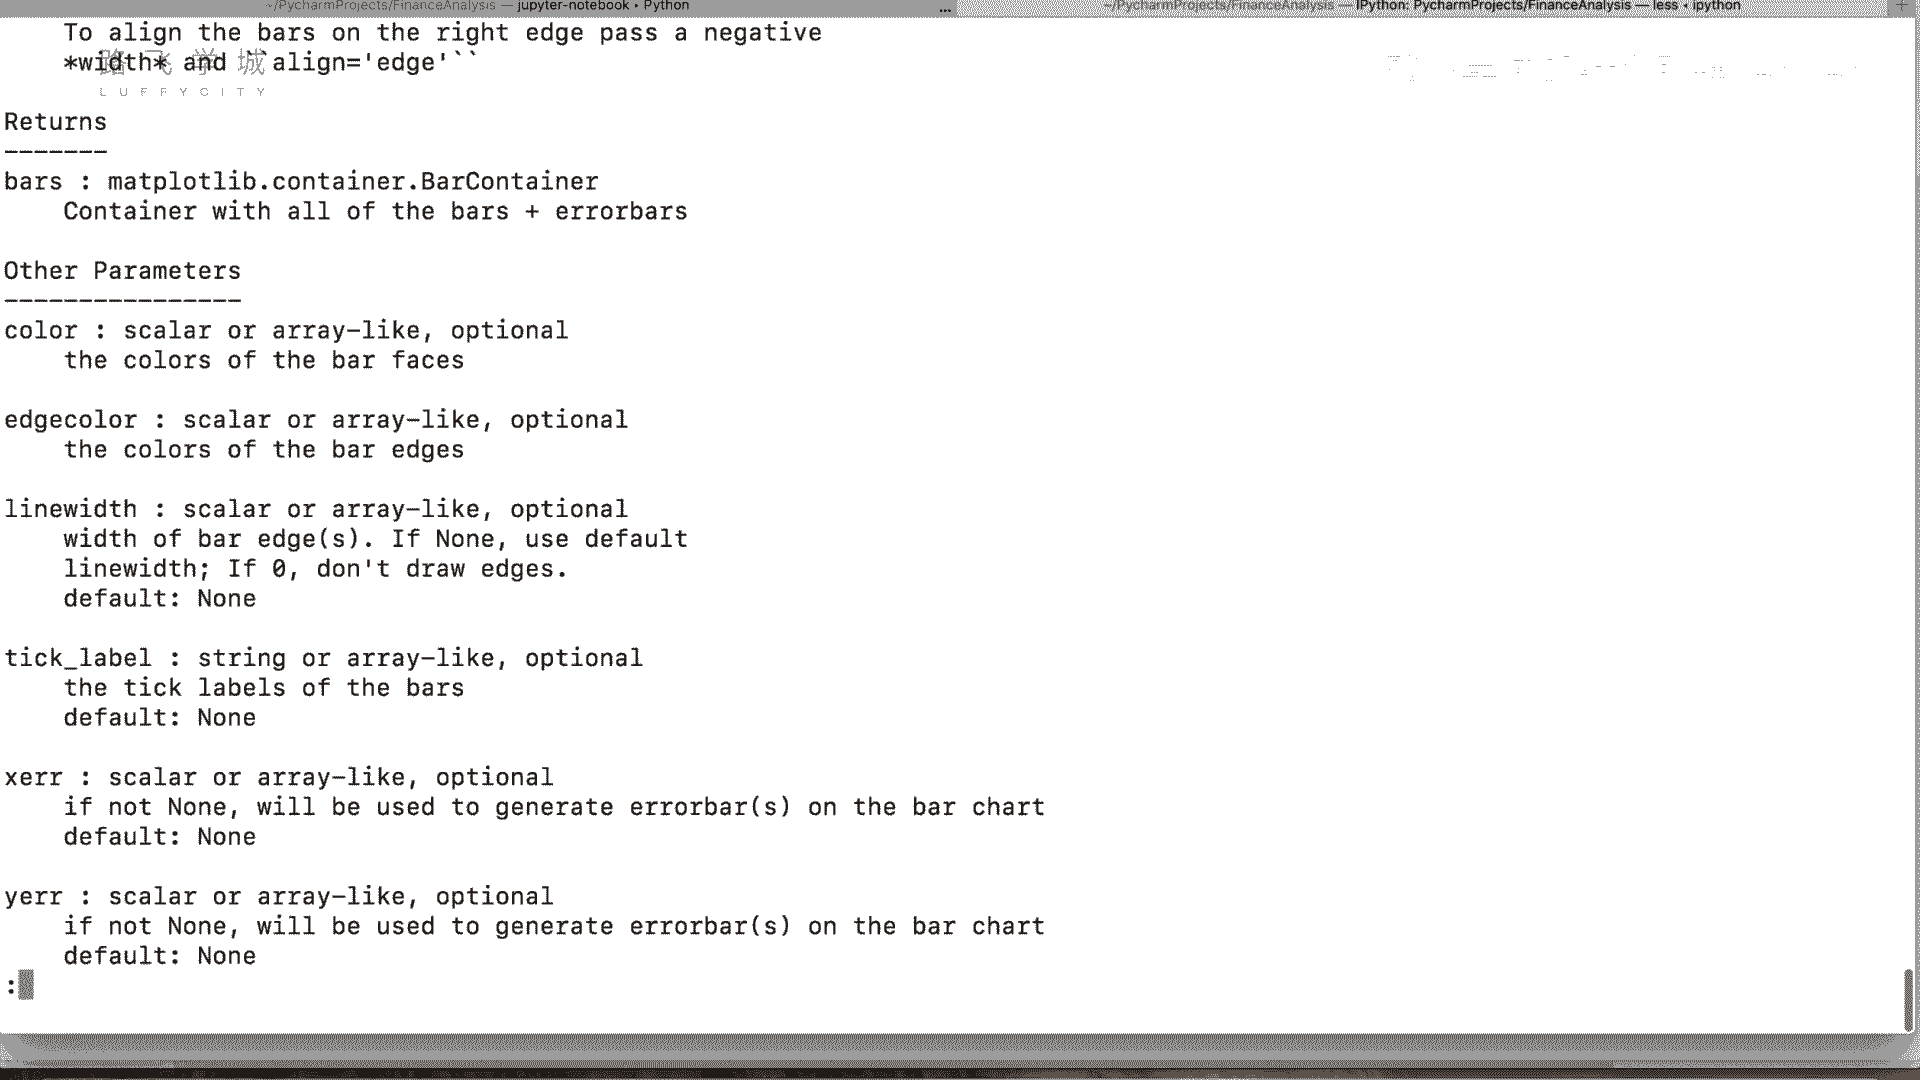 ~/PycharmProjects/FinanceAnalysis — jupyter-notebook • Python
...
~/PycharmProjects/FinanceAnalysis — IPython: PycharmProjects/FinanceAnalysis — less • ipython
+
To align the bars on the right edge pass a negative
*width* and ``align='edge'``
路飞学城
LUFFYCITY
Returns
-------
bars : matplotlib.container.BarContainer
Container with all of the bars + errorbars
Other Parameters
----------------
color : scalar or array-like, optional
the colors of the bar faces
edgecolor : scalar or array-like, optional
the colors of the bar edges
linewidth : scalar or array-like, optional
width of bar edge(s). If None, use default
linewidth; If 0, don't draw edges.
default: None
tick_label : string or array-like, optional
the tick labels of the bars
default: None
xerr : scalar or array-like, optional
if not None, will be used to generate errorbar(s) on the bar chart
default: None
yerr : scalar or array-like, optional
if not None, will be used to generate errorbar(s) on the bar chart
default: None
: